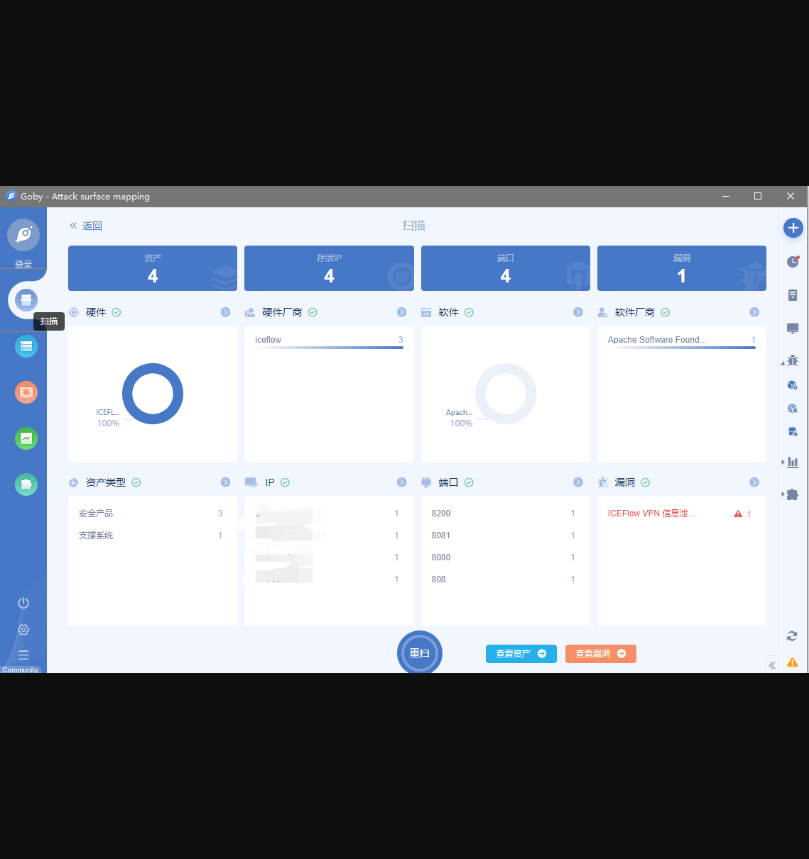 Goby - Attack surface mapping
登录
扫描
Community
返回
扫描
资产
4
存活IP
4
端口
4
漏洞
1
硬件
ICEFL...
100%
硬件厂商
iceflow 3
软件
Apach...
100%
软件厂商
Apache Software Found... 1
资产类型
安全产品 3
支撑系统 1
IP
1
1
1
1
端口
8200 1
8081 1
8080 1
808 1
漏洞
ICEFlow VPN 信息泄... 1
重扫
查看资产
查看漏洞